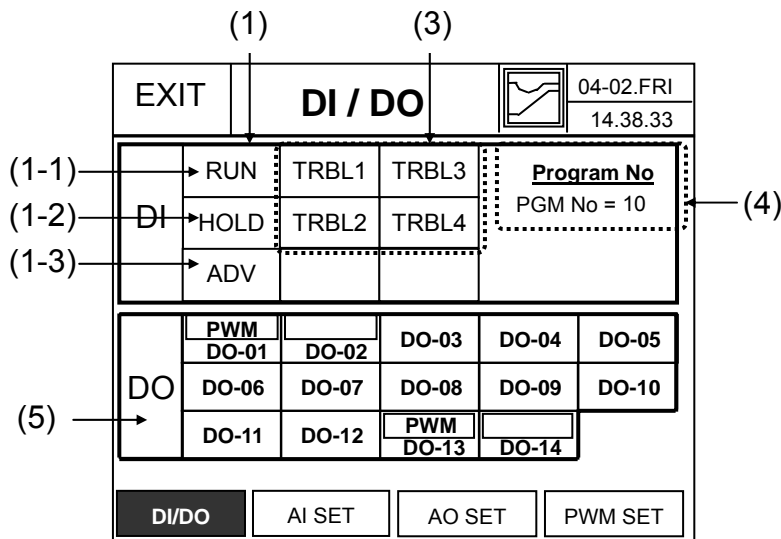 (1) (3)
EXIT DI / DO 04-02.FRI
14.38.33
(1-1) RUN TRBL1 TRBL3 Program No
(1-2) DI HOLD TRBL2 TRBL4 PGM No = 10 (4)
(1-3) ADV
PWM
DO-01 DO-02 DO-03 DO-04 DO-05
DO DO-06 DO-07 DO-08 DO-09 DO-10
(5) DO-11 DO-12 PWM
DO-13 DO-14
DI/DO AI SET AO SET PWM SET